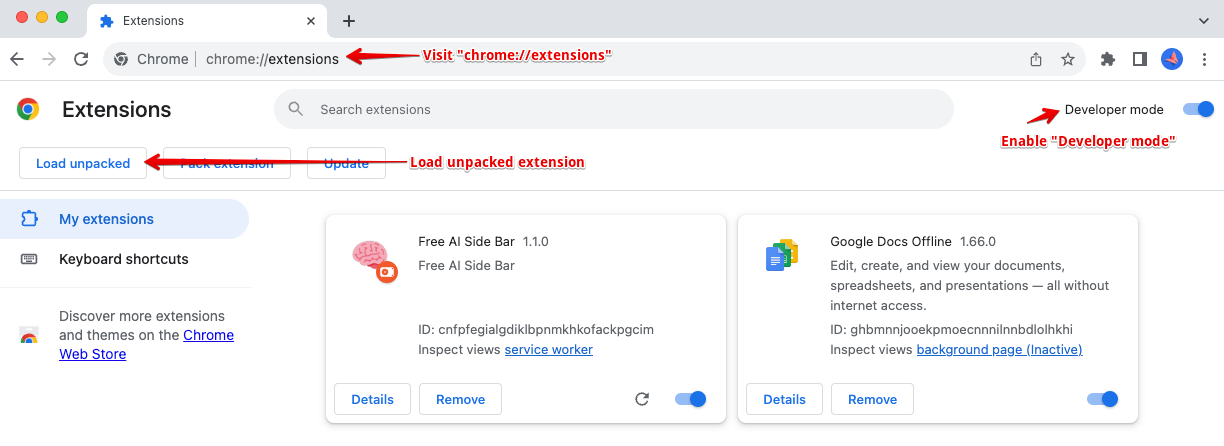 Extensions
Chrome chrome://extensions
Visit "chrome://extensions"
Extensions
Search extensions
Developer mode
Enable "Developer mode"
Load unpacked
Pack extension
Update
Load unpacked extension
My extensions
Keyboard shortcuts
Discover more extensions
and themes on the Chrome
Web Store
Free AI Side Bar 1.1.0
Free AI Side Bar
ID: cnfpfegialgdiklbpnmkhkofackpgcim
Inspect views service worker
Details
Remove
Google Docs Offline 1.66.0
Edit, create, and view your documents,
spreadsheets, and presentations — all without
internet access.
ID: ghbmnnjooekpmoecnnnilnnbdlolhkhi
Inspect views background page (Inactive)
Details
Remove